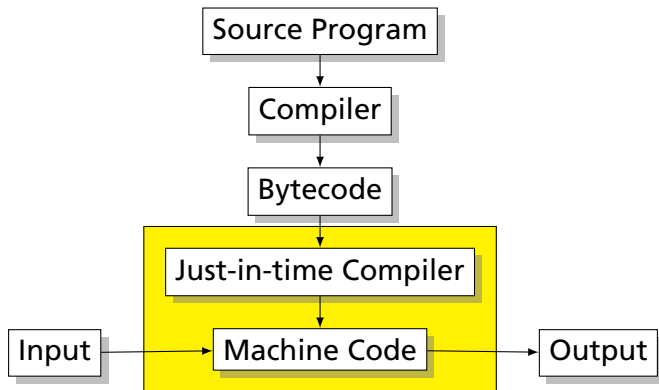 Source Program
Compiler
Bytecode
Just-in-time Compiler
Input
Machine Code
Output